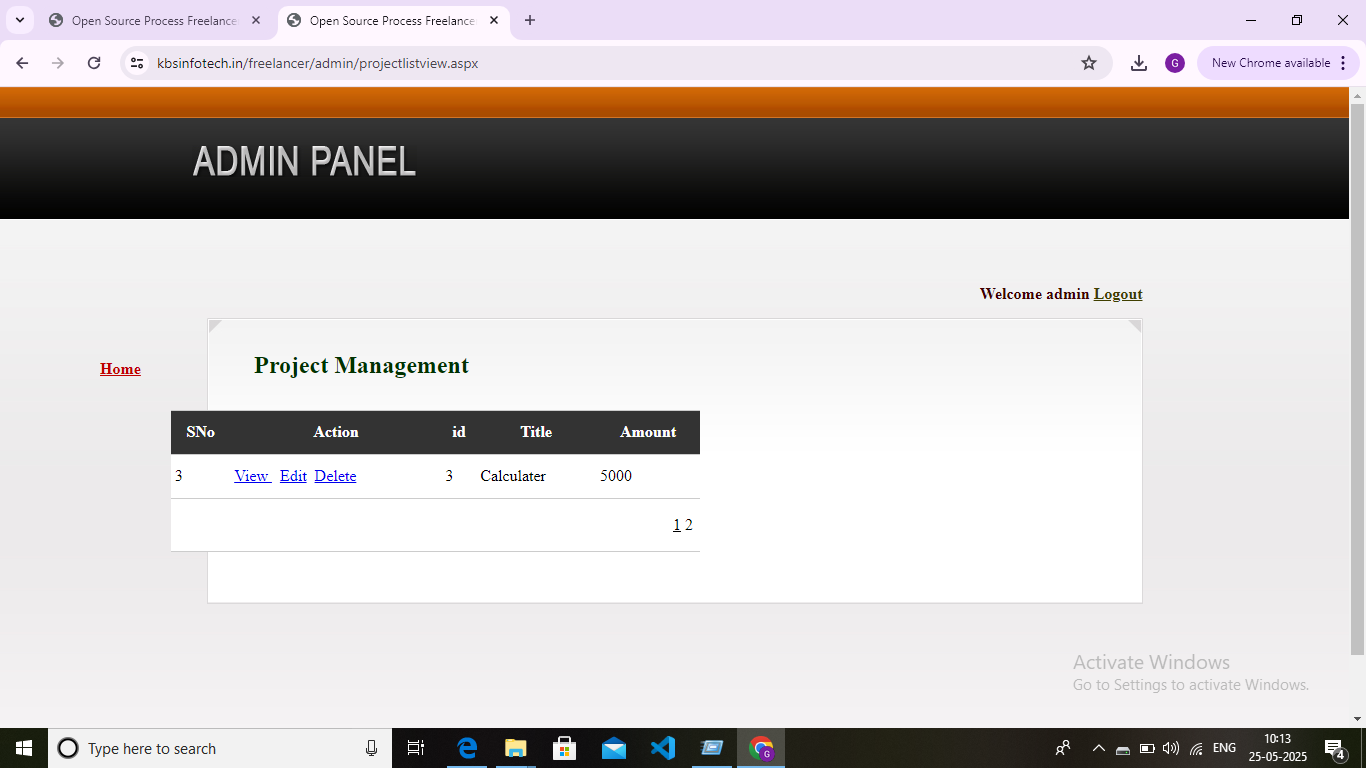 Open Source Process Freelance
Open Source Process Freelance
kbsinfotech.in/freelancer/admin/projectlistview.aspx
G
New Chrome available
ADMIN PANEL
Welcome admin Logout
Home
Project Management
SNo Action id Title Amount
3 View Edit Delete 3 Calculater 5000
1 2
Activate Windows
Go to Settings to activate Windows.
Type here to search
G
ENG
10:13
25-05-2025
4